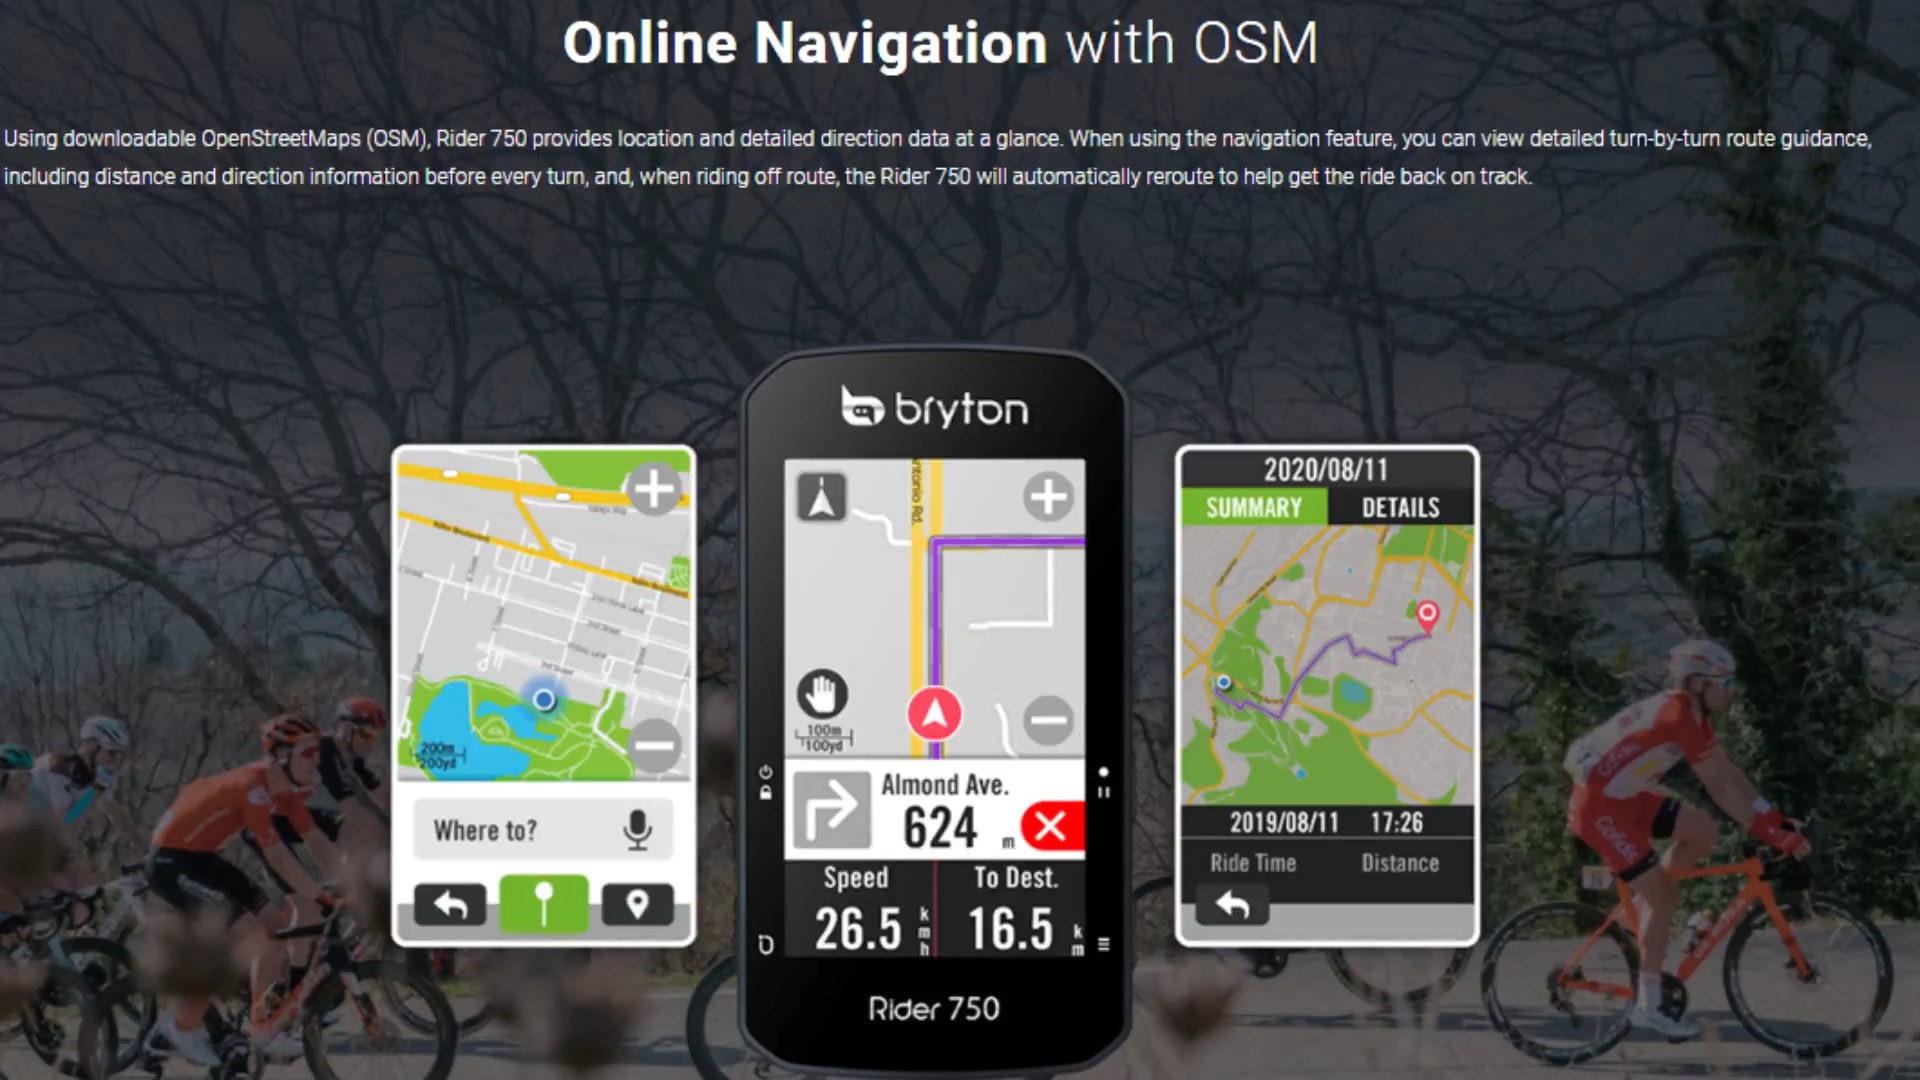 Online Navigation with OSM
Using downloadable OpenStreetMaps (OSM), Rider 750 provides location and detailed direction data at a glance. When using the navigation feature, you can view detailed turn-by-turn route guidance,
including distance and direction information before every turn, and, when riding off route, the Rider 750 will automatically reroute to help get the ride back on track.
200m
200yd
Where to?
bryton
ntonio Rd.
100m
100yd
Almond Ave.
624 m
Speed
To Dest.
26.5 kmh
16.5 km
Rider 750
2020/08/11
SUMMARY
DETAILS
2019/08/11 17:26
Ride Time
Distance
Cofidis